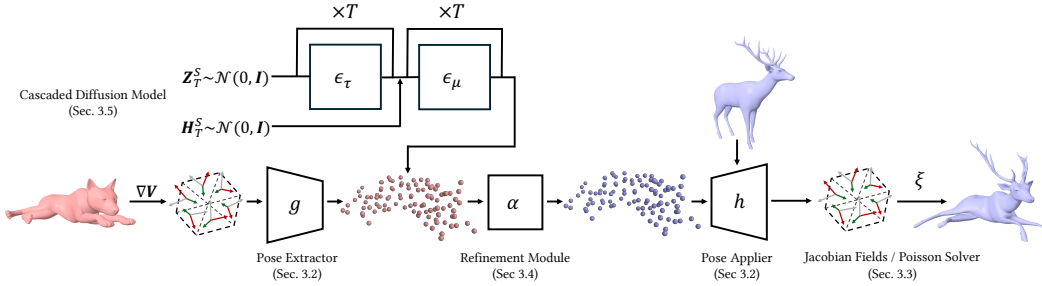 ×T ×T
Z_T^S~𝒩(0, I) ϵ_τ ϵ_μ
Cascaded Diffusion Model
(Sec. 3.5)
H_T^S~𝒩(0, I)
∇V g α h ξ
Pose Extractor
(Sec. 3.2)
Refinement Module
(Sec 3.4)
Pose Applier
(Sec. 3.2)
Jacobian Fields / Poisson Solver
(Sec. 3.3)